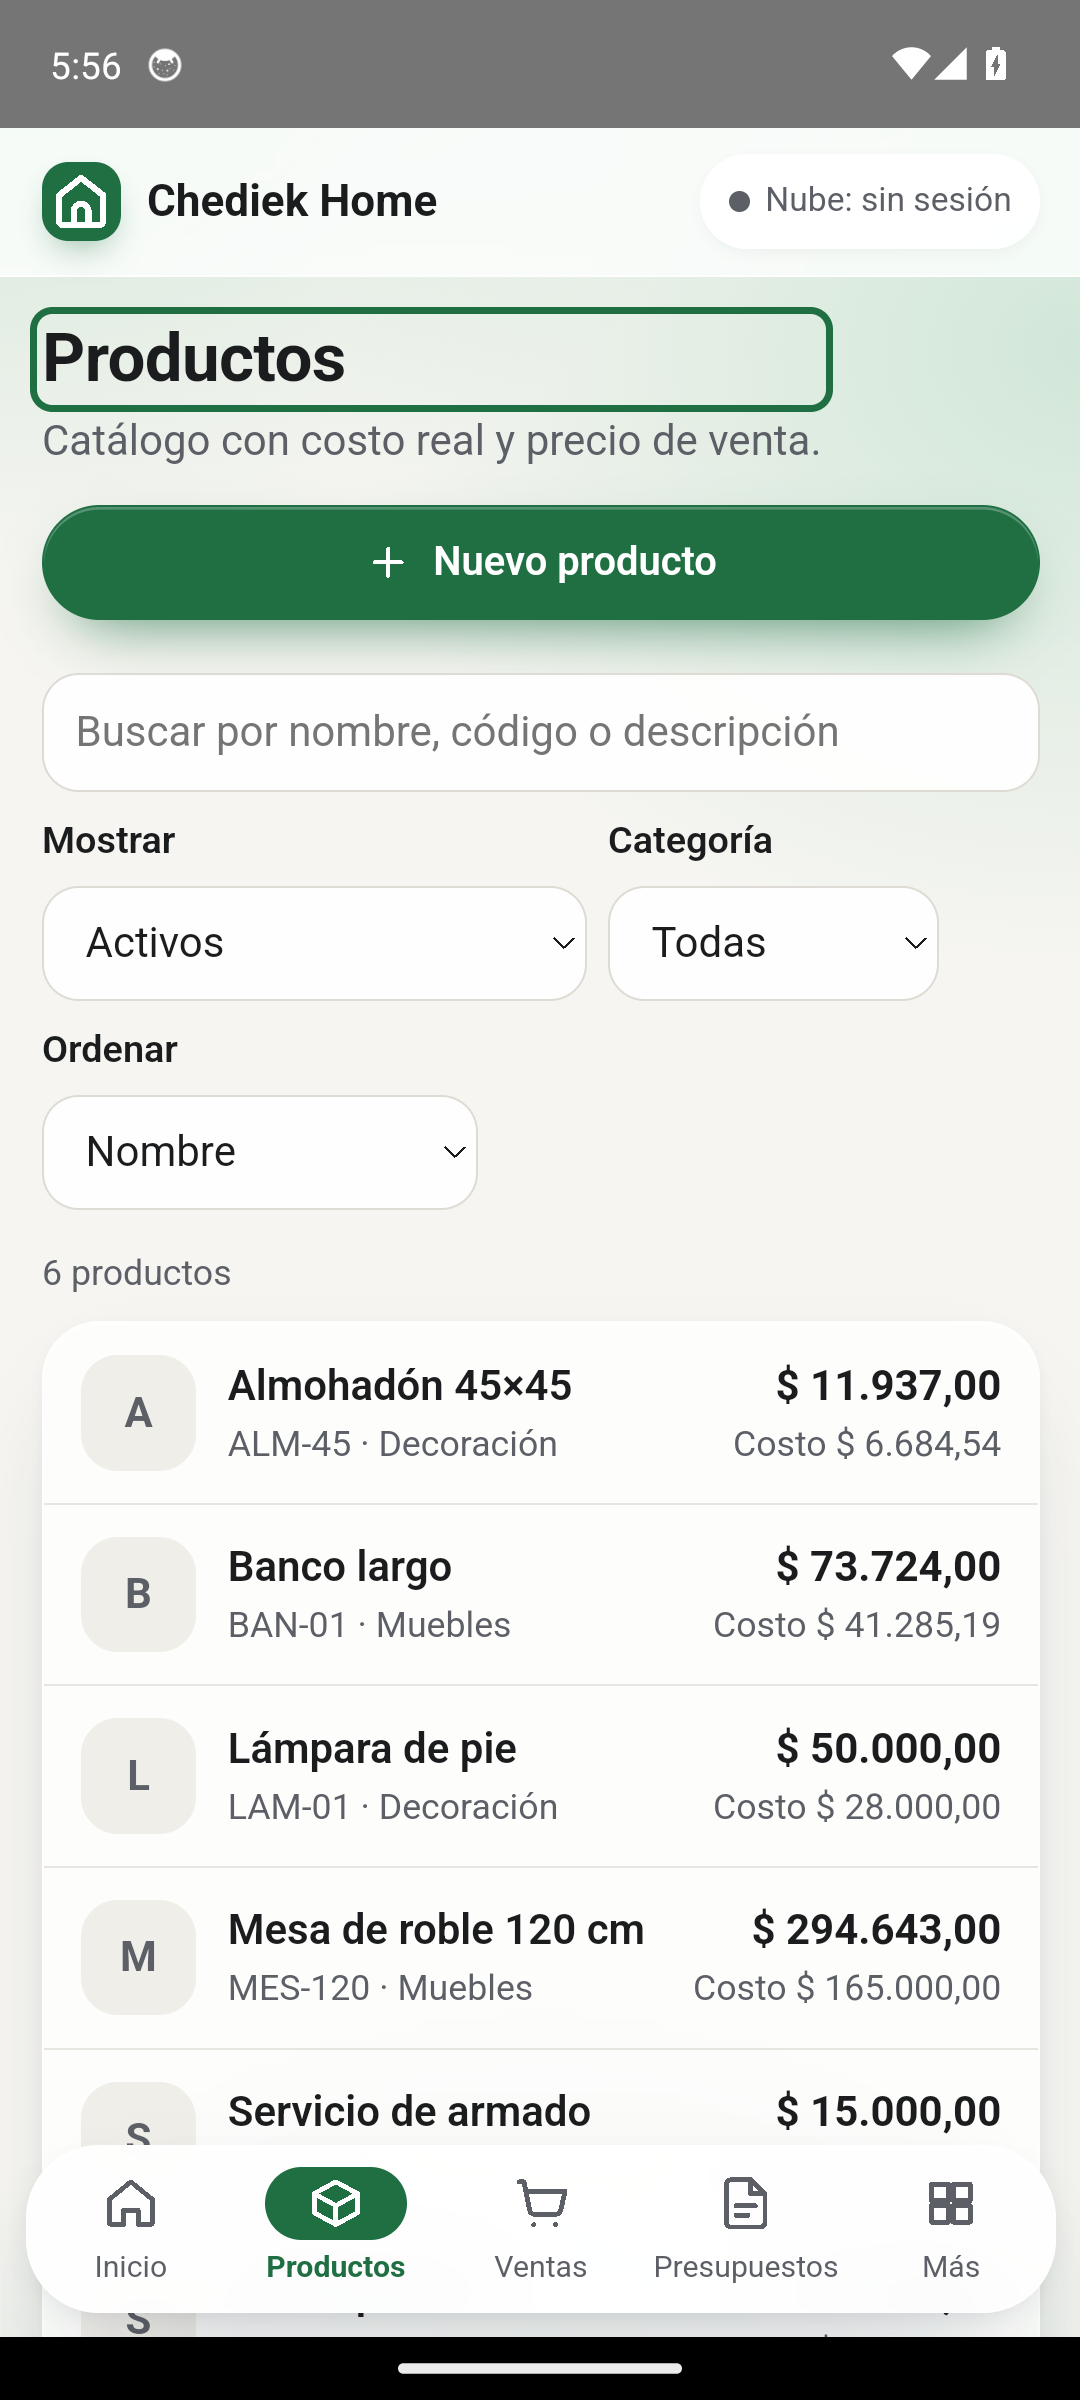 5:56
Chediek Home
Nube: sin sesión
Productos
Catálogo con costo real y precio de venta.
Nuevo producto
Buscar por nombre, código o descripción
Mostrar
Categoría
Activos
Todas
Ordenar
Nombre
6 productos
A
Almohadón 45×45
$ 11.937,00
ALM-45 · Decoración
Costo $ 6.684,54
B
Banco largo
$ 73.724,00
BAN-01 · Muebles
Costo $ 41.285,19
L
Lámpara de pie
$ 50.000,00
LAM-01 · Decoración
Costo $ 28.000,00
M
Mesa de roble 120 cm
$ 294.643,00
MES-120 · Muebles
Costo $ 165.000,00
S
Servicio de armado
$ 15.000,00
Inicio
Productos
Ventas
Presupuestos
Más
S